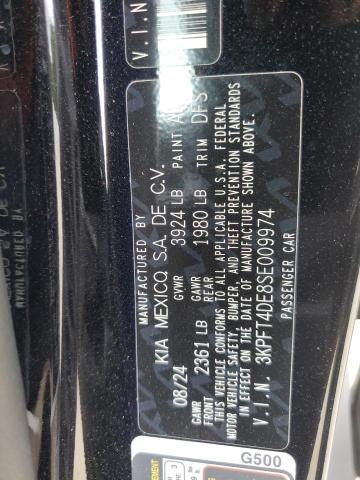 V.I.N
MANUFACTURED BY
KIA MEXICO, S.A. DE C.V.
08/24 GVWR 3924 LB PAINT
GAWR FRONT 2361 LB GAWR REAR 1980 LB TRIM DFS
THIS VEHICLE CONFORMS TO ALL APPLICABLE U.S.A. FEDERAL
MOTOR VEHICLE SAFETY, BUMPER, AND THEFT PREVENTION STANDARDS
IN EFFECT ON THE DATE OF MANUFACTURE SHOWN ABOVE.
V.I.N. 3KPFT4DE8SE009974
PASSENGER CAR
G500